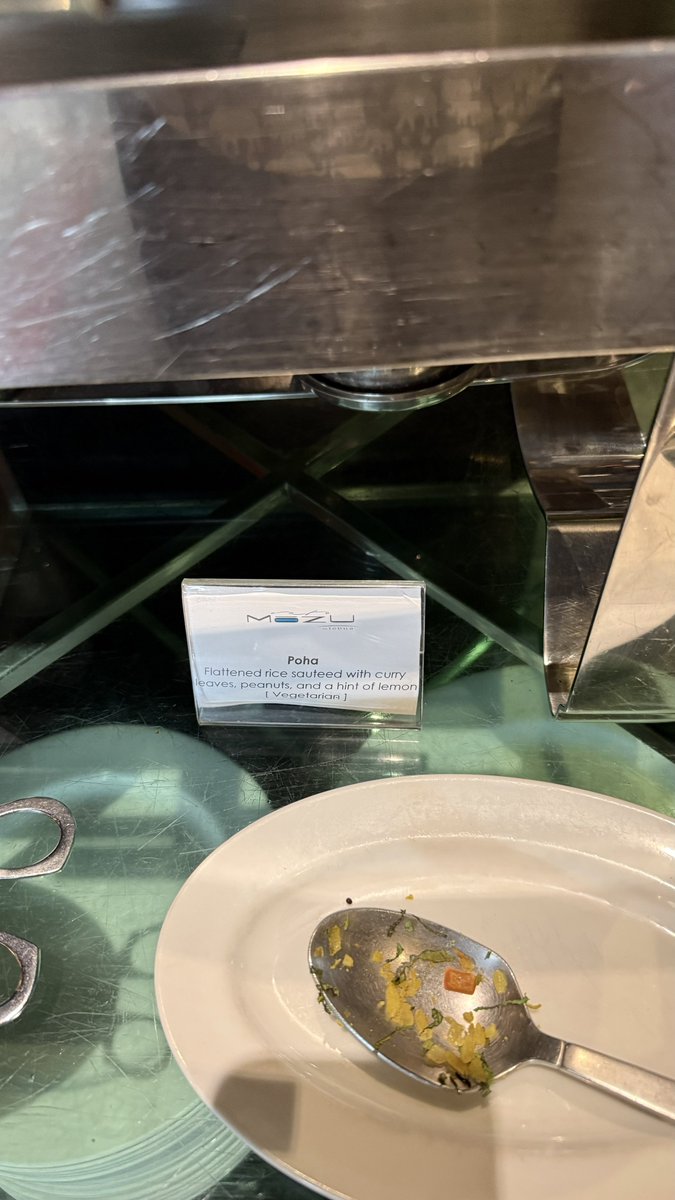 MOZU
Poha
Flattened rice sauteed with curry
leaves, peanuts, and a hint of lemon
[ Vegetarian ]